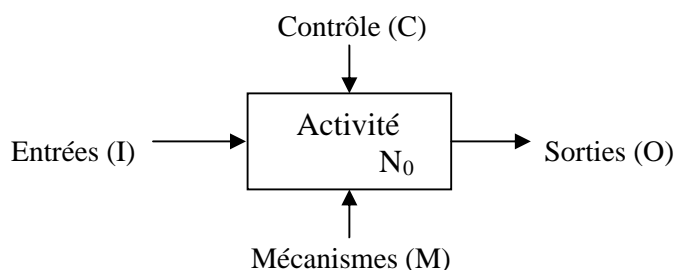 Contrôle (C)
Activité
N₀
Entrées (I)
Sorties (O)
Mécanismes (M)